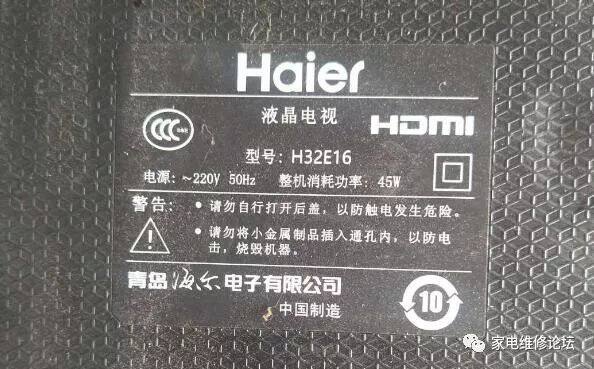 Haier
液晶电视
HDMI
CCC
型号: H32E16
电源: ~220V 50Hz 整机消耗功率: 45W
警告: • 请勿自行打开后盖，以防触电发生危险。
• 请勿将小金属制品插入通孔内，以防电
击，烧毁机器。
青岛海尔电子有限公司
中国制造
10
家电维修论坛